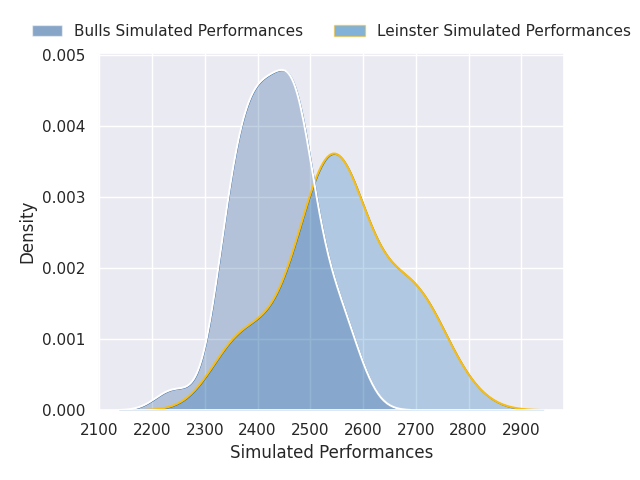 Bulls Simulated Performances Leinster Simulated Performances
0.005
0.004
0.003
0.002
0.001
0.000
Density
2100 2200 2300 2400 2500 2600 2700 2800 2900
Simulated Performances